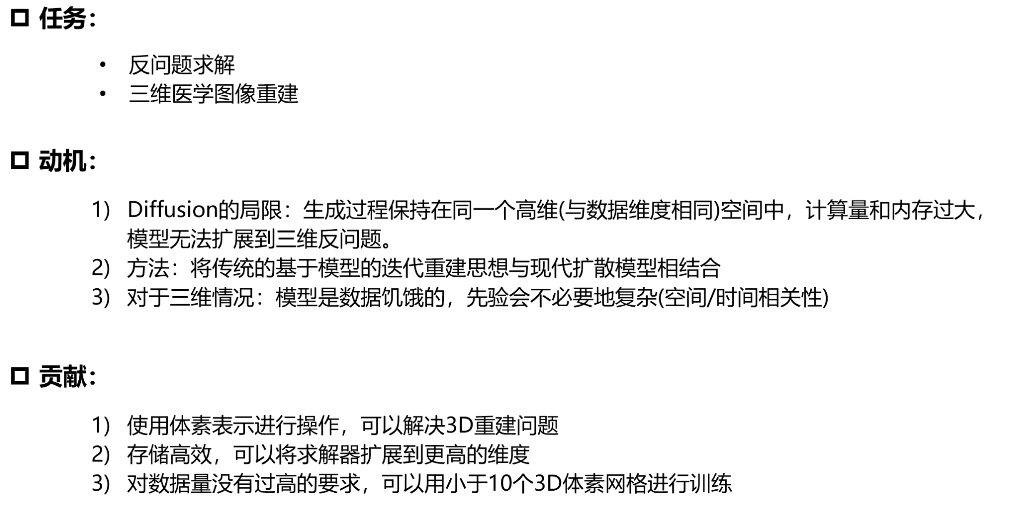 任务：
• 反问题求解
• 三维医学图像重建
动机：
1) Diffusion的局限：生成过程保持在同一个高维(与数据维度相同)空间中，计算量和内存过大，
模型无法扩展到三维反问题。
2) 方法：将传统的基于模型的迭代重建思想与现代扩散模型相结合
3) 对于三维情况：模型是数据饥饿的，先验会不必要地复杂(空间/时间相关性)
贡献：
1) 使用体素表示进行操作，可以解决3D重建问题
2) 存储高效，可以将求解器扩展到更高的维度
3) 对数据量没有过高的要求，可以用小于10个3D体素网格进行训练